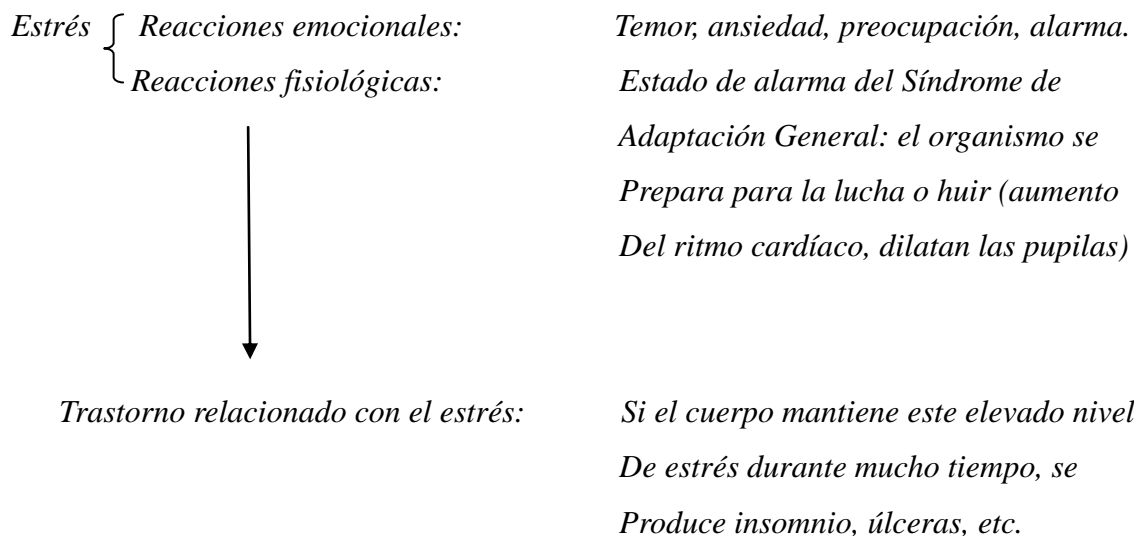 Estrés Reacciones emocionales: Temor, ansiedad, preocupación, alarma.
Reacciones fisiológicas: Estado de alarma del Síndrome de
Adaptación General: el organismo se
Prepara para la lucha o huir (aumento
Del ritmo cardíaco, dilatan las pupilas)
Trastorno relacionado con el estrés: Si el cuerpo mantiene este elevado nivel
De estrés durante mucho tiempo, se
Produce insomnio, úlceras, etc.